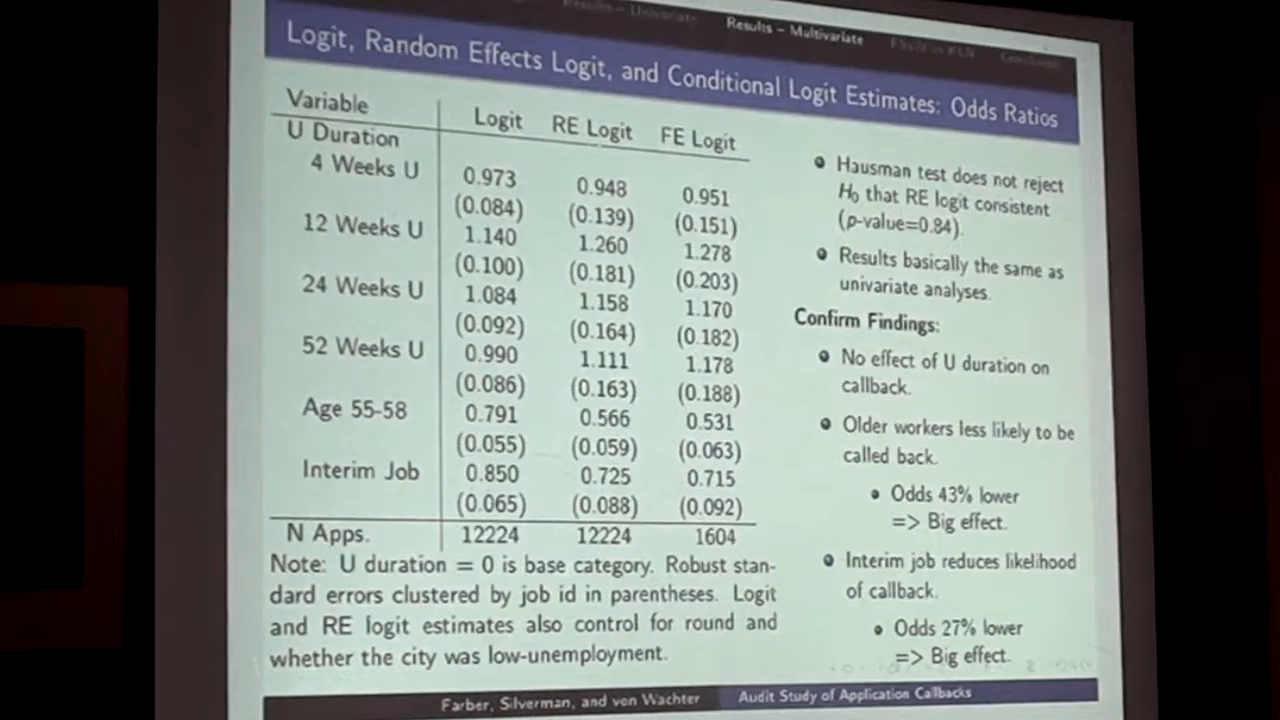 Results – Univariate Results – Multivariate
Logit, Random Effects Logit, and Conditional Logit Estimates: Odds Ratios
Variable Logit RE Logit FE Logit
U Duration
4 Weeks U 0.973 0.948 0.951
(0.084) (0.139) (0.151)
12 Weeks U 1.140 1.260 1.278
(0.100) (0.181) (0.203)
24 Weeks U 1.084 1.158 1.170
(0.092) (0.164) (0.182)
52 Weeks U 0.990 1.111 1.178
(0.086) (0.163) (0.188)
Age 55-58 0.791 0.566 0.531
(0.055) (0.059) (0.063)
Interim Job 0.850 0.725 0.715
(0.065) (0.088) (0.092)
N Apps. 12224 12224 1604
Note: U duration = 0 is base category. Robust stan-
dard errors clustered by job id in parentheses. Logit
and RE logit estimates also control for round and
whether the city was low-unemployment.
Hausman test does not reject
H₀ that RE logit consistent
(p-value=0.84).
Results basically the same as
univariate analyses.
Confirm Findings:
No effect of U duration on
callback.
Older workers less likely to be
called back.
Odds 43% lower
=> Big effect.
Interim job reduces likelihood
of callback.
Odds 27% lower
=> Big effect.
Farber, Silverman, and von Wachter Audit Study of Application Callbacks